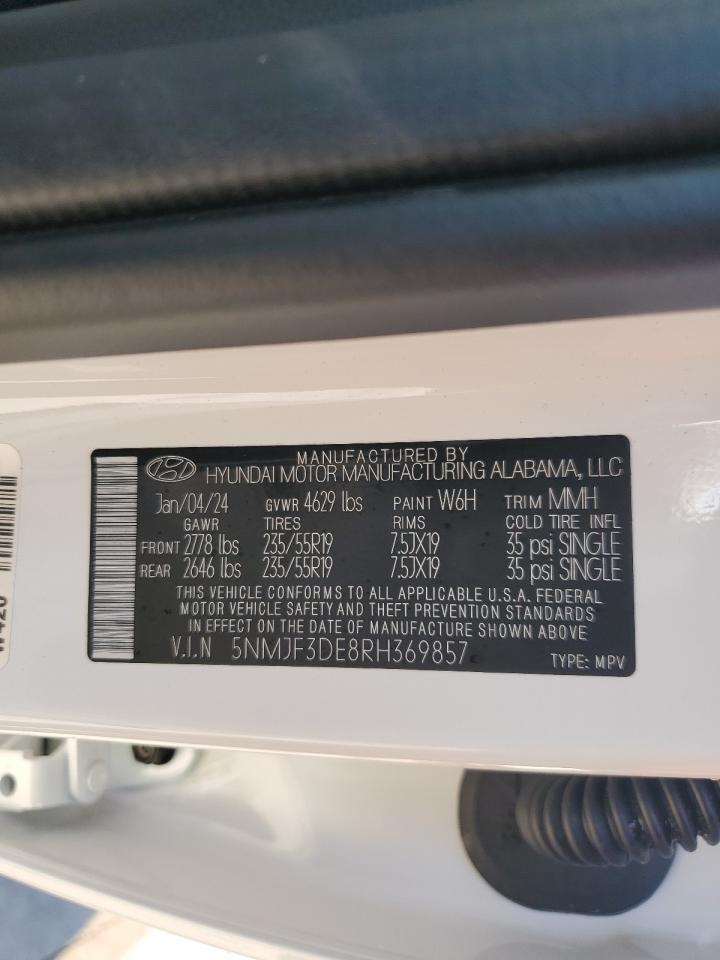 MANUFACTURED BY
HYUNDAI MOTOR MANUFACTURING ALABAMA, LLC
Jan/04/24 GVWR 4629 lbs PAINT W6H TRIM MMH
GAWR TIRES RIMS COLD TIRE INFL
FRONT 2778 lbs 235/55R19 7.5JX19 35 psi SINGLE
REAR 2646 lbs 235/55R19 7.5JX19 35 psi SINGLE
THIS VEHICLE CONFORMS TO ALL APPLICABLE U.S.A. FEDERAL
MOTOR VEHICLE SAFETY AND THEFT PREVENTION STANDARDS
IN EFFECT ON THE DATE OF MANUFACTURE SHOWN ABOVE.
V.I.N 5NMJF3DE8RH369857 TYPE: MPV